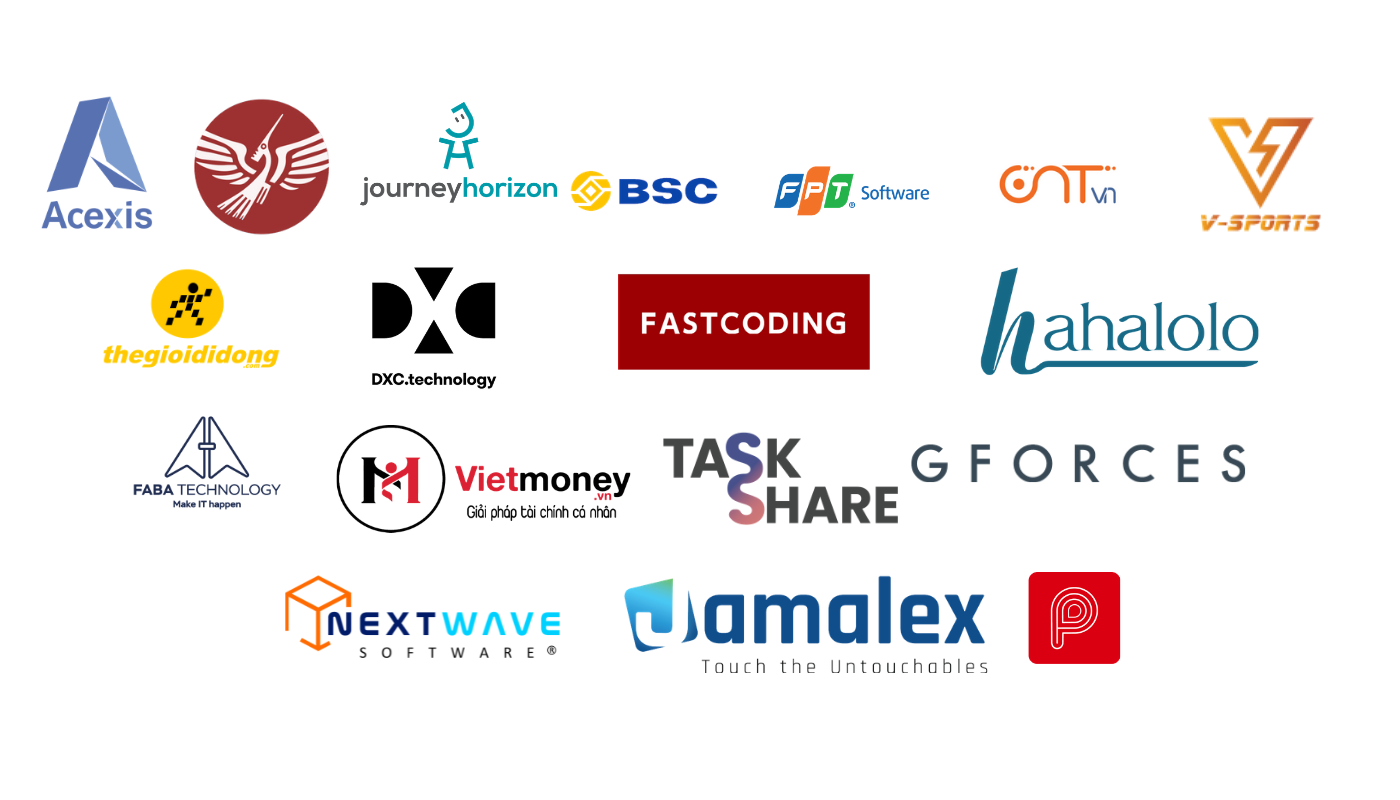 Acexis
journeyhorizon
BSC
FPT® Software
ONTvn
V-SPORTS
thegioididong
.com
DXC.technology
FASTCODING
hahalolo
FABA TECHNOLOGY
Make IT happen
Vietmoney
.vn
Giải pháp tài chính cá nhân
TASK
SHARE
GFORCES
NEXTWAVE
SOFTWARE®
Jamalex
Touch the Untouchables
P